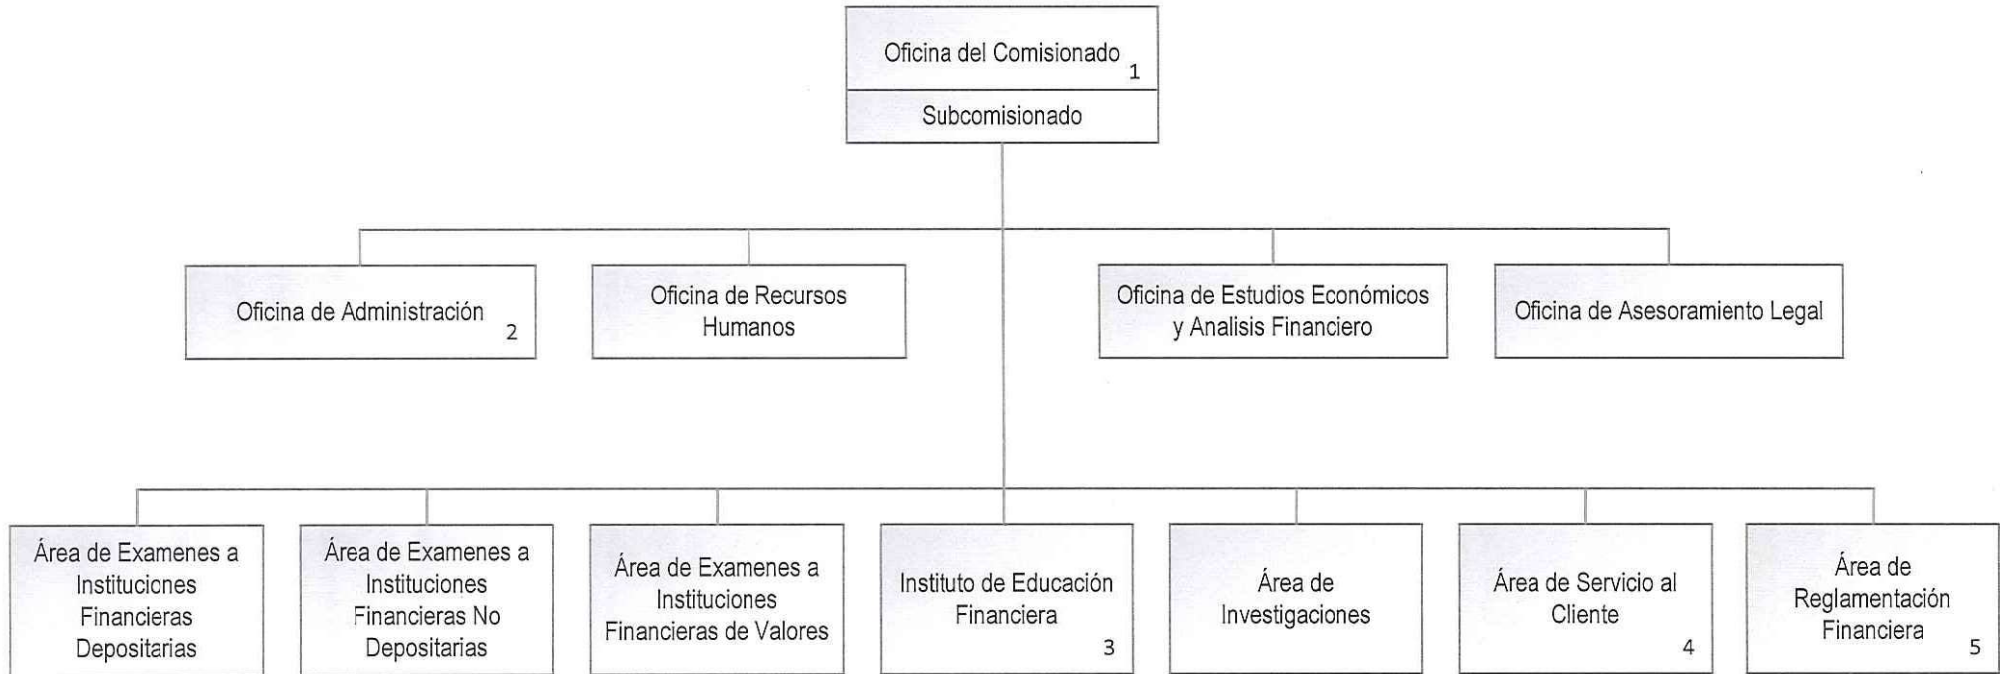 Oficina del Comisionado
1
Subcomisionado
Oficina de Administración
2
Oficina de Recursos
Humanos
Oficina de Estudios Económicos
y Analisis Financiero
Oficina de Asesoramiento Legal
Área de Examenes a
Instituciones
Financieras
Depositarias
Área de Examenes a
Instituciones
Financieras No
Depositarias
Área de Examenes a
Instituciones
Financieras de Valores
Instituto de Educación
Financiera
3
Área de
Investigaciones
Área de Servicio al
Cliente
4
Área de
Reglamentación
Financiera
5